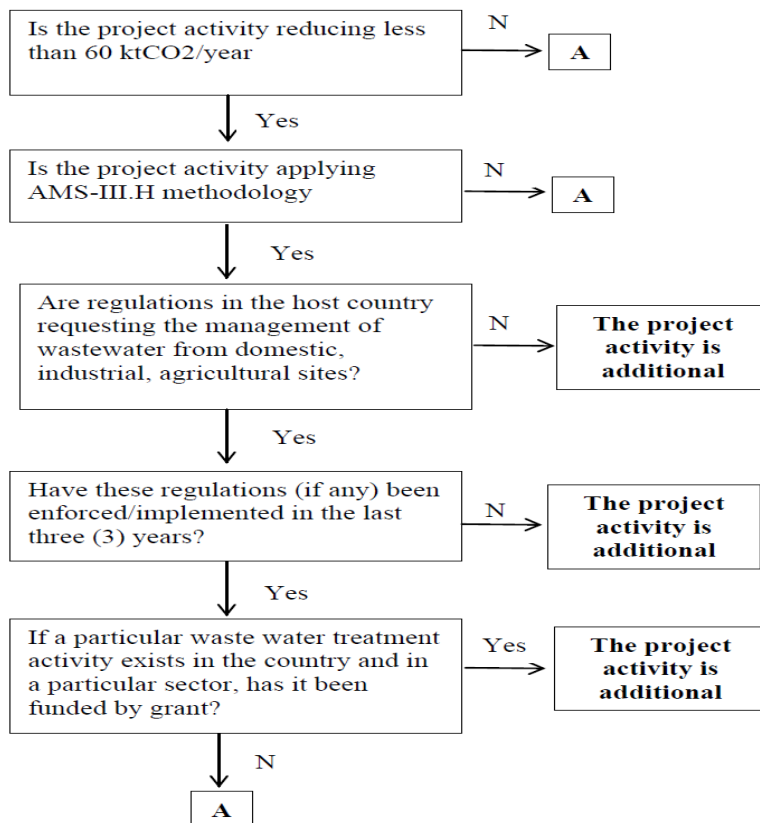 Is the project activity reducing less
than 60 ktCO2/year
N
A
Yes
Is the project activity applying
AMS-III.H methodology
N
A
Yes
Are regulations in the host country
requesting the management of
wastewater from domestic,
industrial, agricultural sites?
N
The project
activity is
additional
Yes
Have these regulations (if any) been
enforced/implemented in the last
three (3) years?
N
The project
activity is
additional
Yes
If a particular waste water treatment
activity exists in the country and in
a particular sector, has it been
funded by grant?
Yes
The project
activity is
additional
N
A